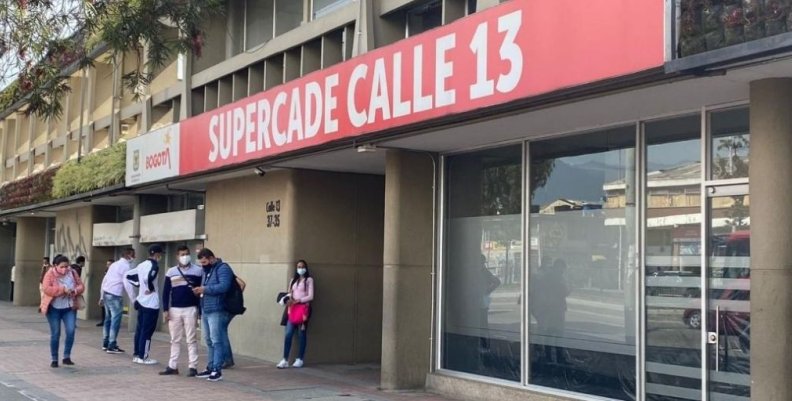 BOGOTÁ
SUPERCADE CALLE 13
Calle 13
37-35